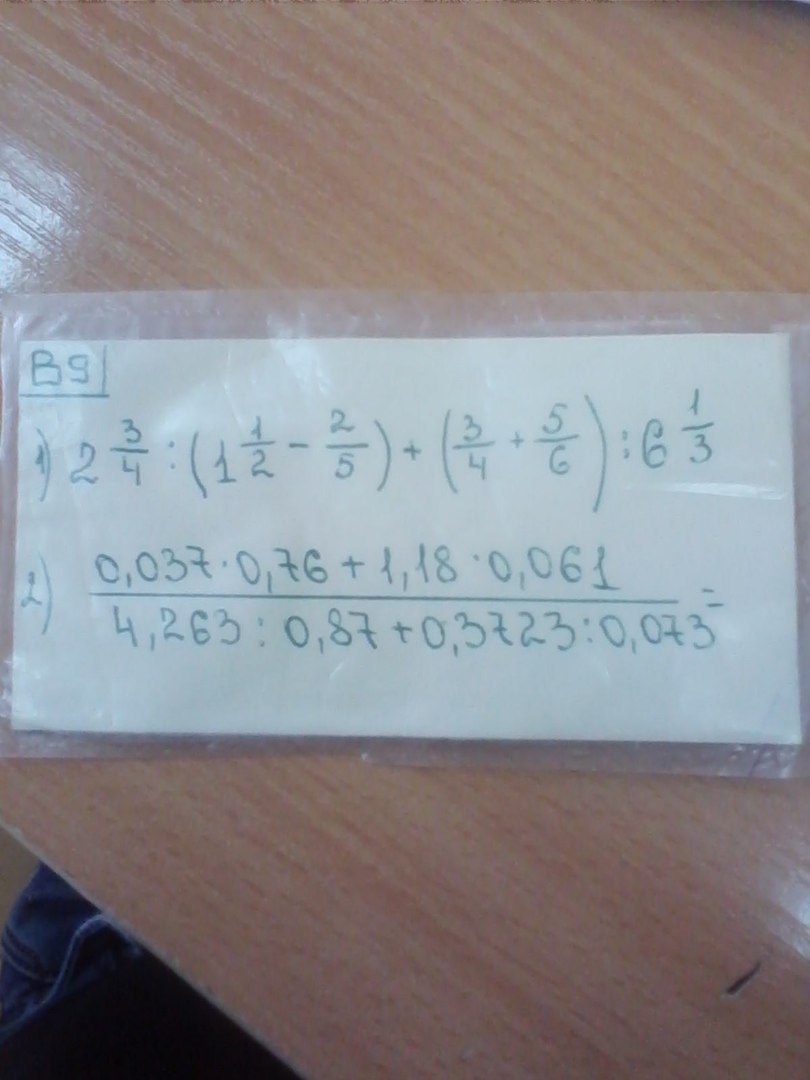 В9
1) 2 3/4 : (1 1/2 - 2/5) + (3/4 + 5/6) : 6 1/3
2) (0,037 · 0,76 + 1,18 · 0,061) / (4,263 : 0,87 + 0,3723 : 0,073) =